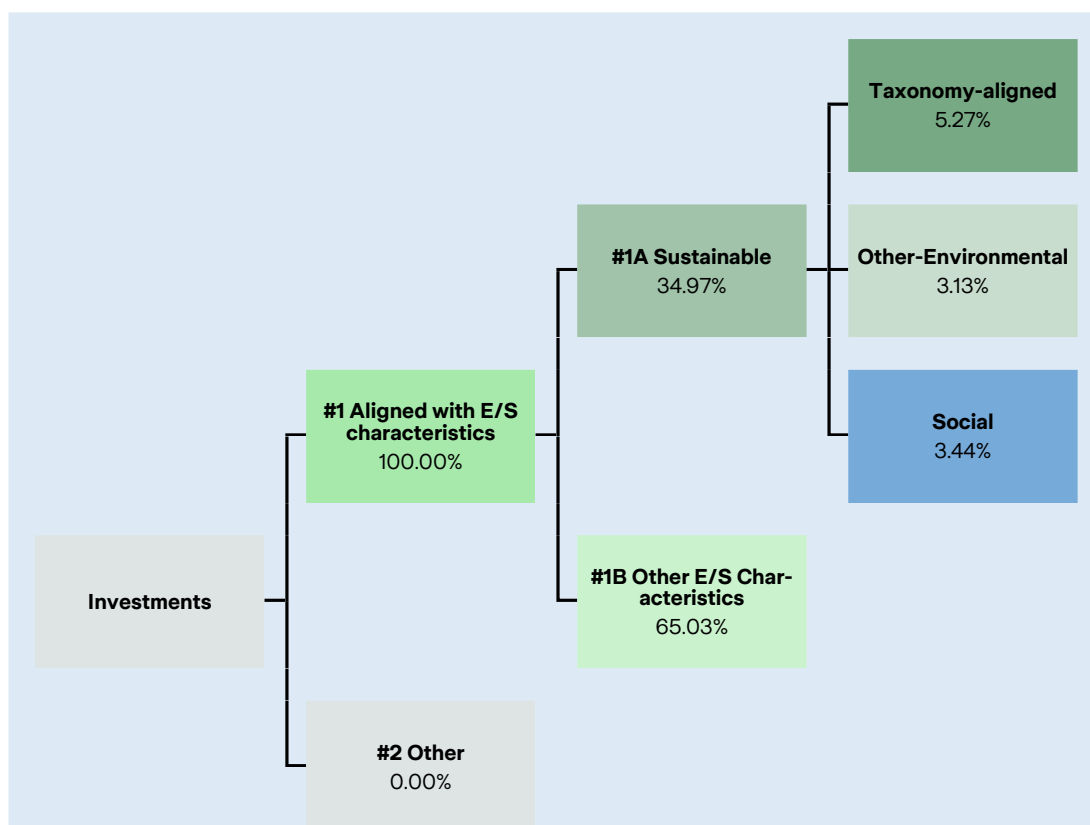 Taxonomy-aligned
5.27%
#1A Sustainable
34.97%
Other-Environmental
3.13%
#1 Aligned with E/S
characteristics
100.00%
Social
3.44%
Investments
#1B Other E/S Char-
acteristics
65.03%
#2 Other
0.00%